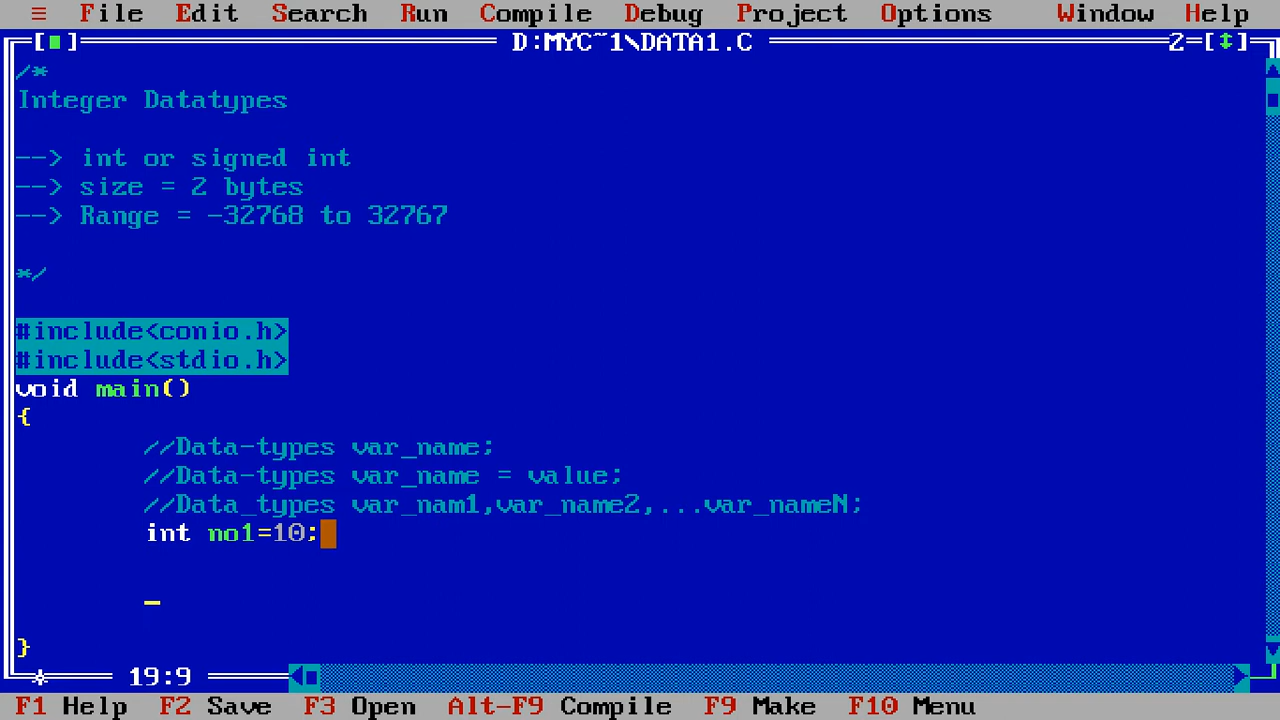 ≡ File Edit Search Run Compile Debug Project Options Window Help
[■] D:MYC~1\DATA1.C 2=[↕]
/*
Integer Datatypes
--> int or signed int
--> size = 2 bytes
--> Range = -32768 to 32767
*/
#include<conio.h>
#include<stdio.h>
void main()
{
//Data-types var_name;
//Data-types var_name = value;
//Data_types var_nam1,var_name2,...var_nameN;
int no1=10;
}
19:9
F1 Help F2 Save F3 Open Alt-F9 Compile F9 Make F10 Menu